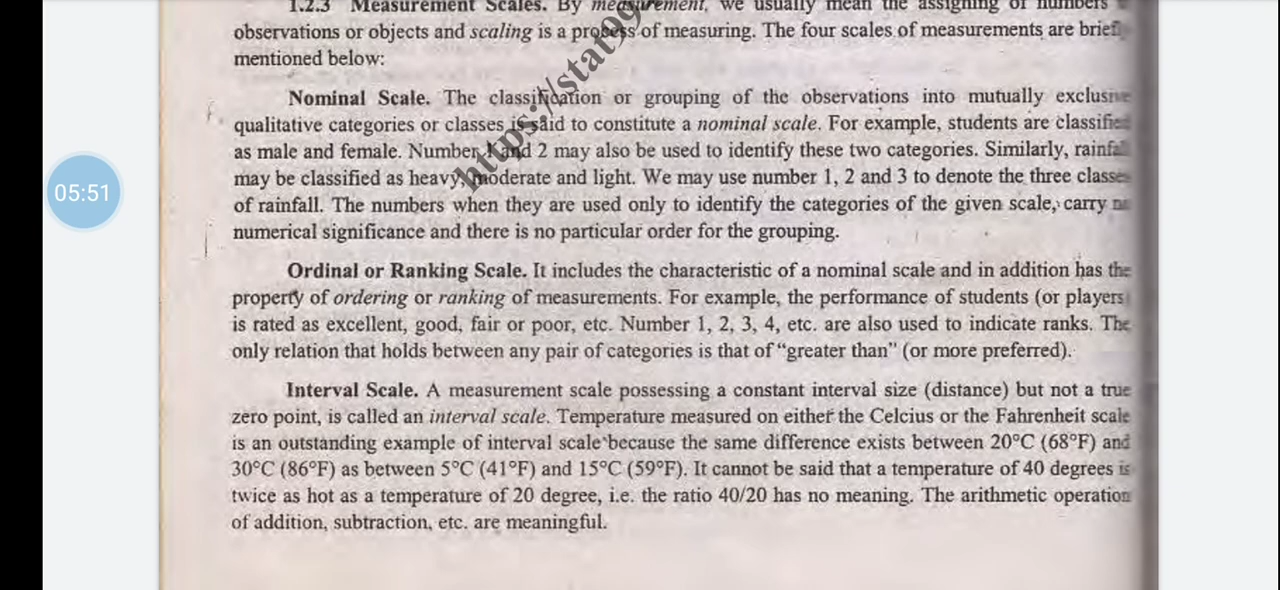 1.2.3 Measurement Scales. By measurement, we usually mean the assigning of numbers
observations or objects and scaling is a process of measuring. The four scales of measurements are
mentioned below:
Nominal Scale. The classification or grouping of the observations into mutually
qualitative categories or classes is said to constitute a nominal scale. For example, students are
as male and female. Number 1 and 2 may also be used to identify these two categories. Similarly,
may be classified as heavy, moderate and light. We may use number 1, 2 and 3 to denote the three
of rainfall. The numbers when they are used only to identify the categories of the given scale, carry
numerical significance and there is no particular order for the grouping.
Ordinal or Ranking Scale. It includes the characteristic of a nominal scale and in addition has the
property of ordering or ranking of measurements. For example, the performance of students (or players
is rated as excellent, good, fair or poor, etc. Number 1, 2, 3, 4, etc. are also used to indicate ranks. The
only relation that holds between any pair of categories is that of “greater than” (or more preferred).
Interval Scale. A measurement scale possessing a constant interval size (distance) but not a true
zero point, is called an interval scale. Temperature measured on either the Celcius or the Fahrenheit scale
is an outstanding example of interval scale because the same difference exists between 20°C (68°F) and
30°C (86°F) as between 5°C (41°F) and 15°C (59°F). It cannot be said that a temperature of 40 degrees is
twice as hot as a temperature of 20 degree, i.e. the ratio 40/20 has no meaning. The arithmetic operation
of addition, subtraction, etc. are meaningful.
https://stat99
05:51